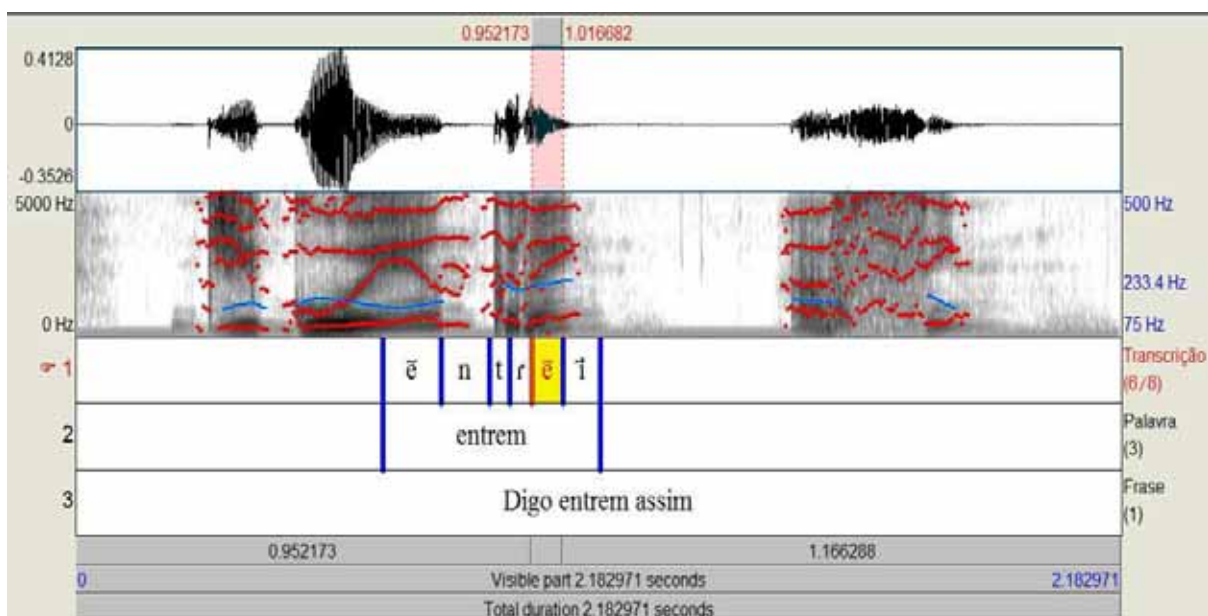 0.952173 1.016682
0.4128
0
-0.3526
5000 Hz 500 Hz
233.4 Hz
0 Hz 75 Hz
1 ẽ n t ɾ ẽ ĩ Transcrição
(6/8)
2 entrem Palavra
(3)
3 Digo entrem assim Frase
(1)
0.952173 1.166288
0 Visible part 2.182971 seconds 2.182971
Total duration 2.182971 seconds